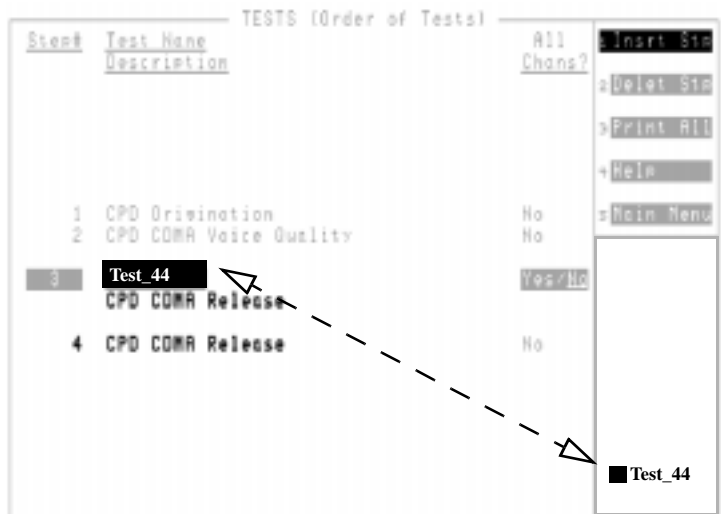 TESTS (Order of Tests)
Step# Test Name All
Description Chans?
1 Insrt Stp
2 Delet Stp
3 Print All
4 Help
5 Main Menu
1 CPD Origination No
2 CPD CDMA Voice Quality No
3 Test_44 Yes/No
CPD CDMA Release
4 CPD CDMA Release No
Test_44